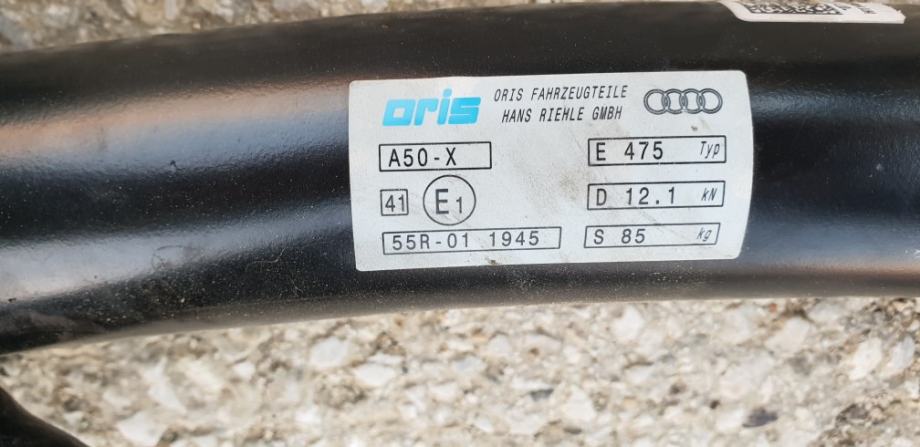 oris
ORIS FAHRZEUGTEILE
HANS RIEHLE GMBH
A50-X
E 475 Typ
41 E1
D 12.1 kN
55R-01 1945
S 85 kg